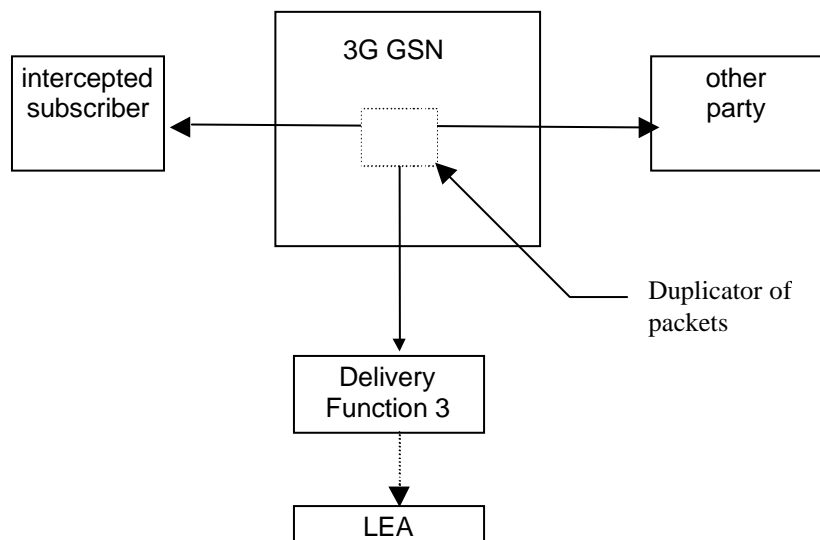 3G GSN
intercepted
subscriber
other
party
Duplicator of
packets
Delivery
Function 3
LEA